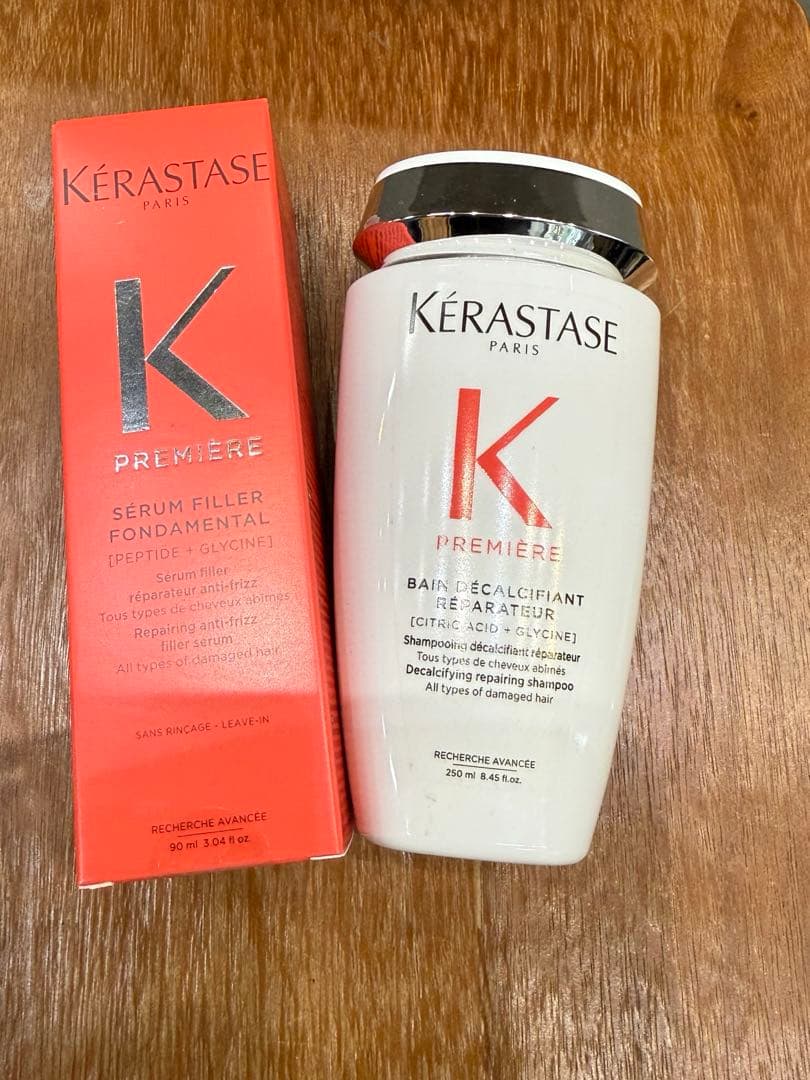 KÉRASTASE
PARIS
K
PREMIÈRE
SÉRUM FILLER
FONDAMENTAL
[PEPTIDE + GLYCINE]
Sérum filler
réparateur anti-frizz
Tous types de cheveux abîmés
Repairing anti-frizz
filler serum
All types of damaged hair
SANS RINÇAGE - LEAVE-IN
RECHERCHE AVANCÉE
90 ml 3.04 fl oz.
KÉRASTASE
PARIS
K
PREMIÈRE
BAIN DÉCALCIFIANT
RÉPARATEUR
[CITRIC ACID + GLYCINE]
Shampooing décalcifiant réparateur
Tous types de cheveux abîmés
Decalcifying repairing shampoo
All types of damaged hair
RECHERCHE AVANCÉE
250 ml 8.45 fl.oz.